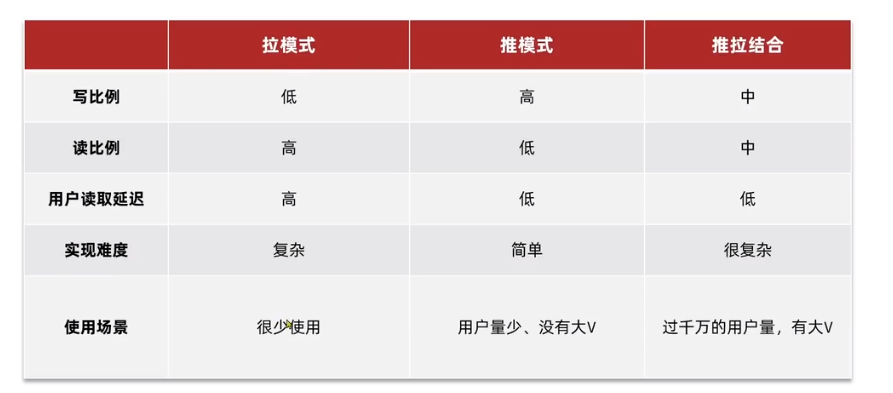 拉模式 推模式 推拉结合
写比例 低 高 中
读比例 高 低 中
用户读取延迟 高 低 低
实现难度 复杂 简单 很复杂
使用场景 很少使用 用户量少、没有大V 过千万的用户量，有大V